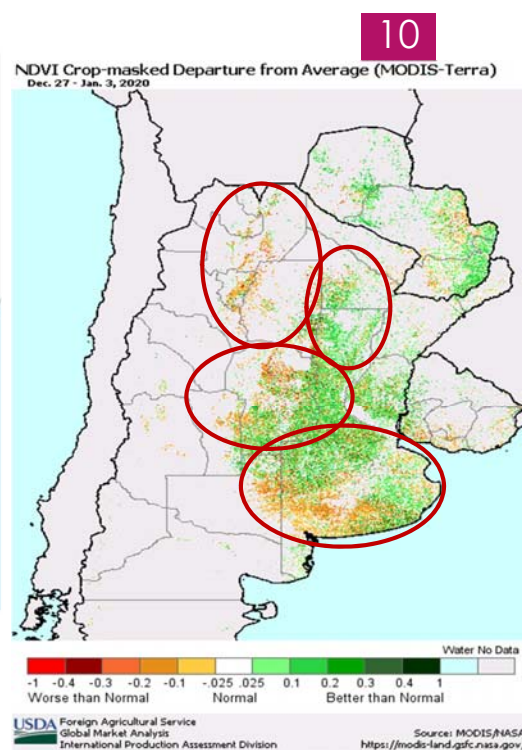 10
NDVI Crop-masked Departure from Average (MODIS-Terra)
Dec. 27 - Jan. 3, 2020
Water No Data
-1 -0.4 -0.3 -0.2 -0.1 -.025 .025 0.1 0.2 0.3 0.4 1
Worse than Normal Normal Better than Normal
USDA Foreign Agricultural Service
Global Market Analysis
International Production Assessment Division
Source: MODIS/NASA
https://modis-land.gsfc.nasa.gov